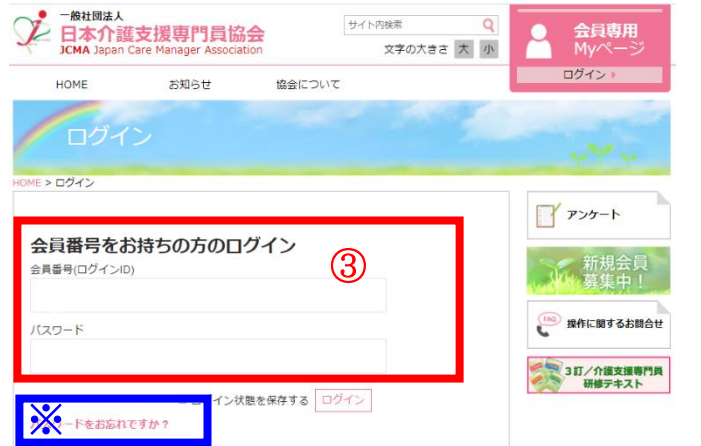 一般社団法人
日本介護支援専門員協会
JCMA Japan Care Manager Association
サイト内検索
文字の大きさ 大 小
会員専用
Myページ
ログイン
HOME お知らせ 協会について
ログイン
HOME > ログイン
会員番号をお持ちの方のログイン
③
会員番号(ログインID)
パスワード
イン状態を保存する ログイン
※
ードをお忘れですか？
アンケート
新規会員
募集中！
FAQ 操作に関するお問合せ
3訂/介護支援専門員
研修テキスト